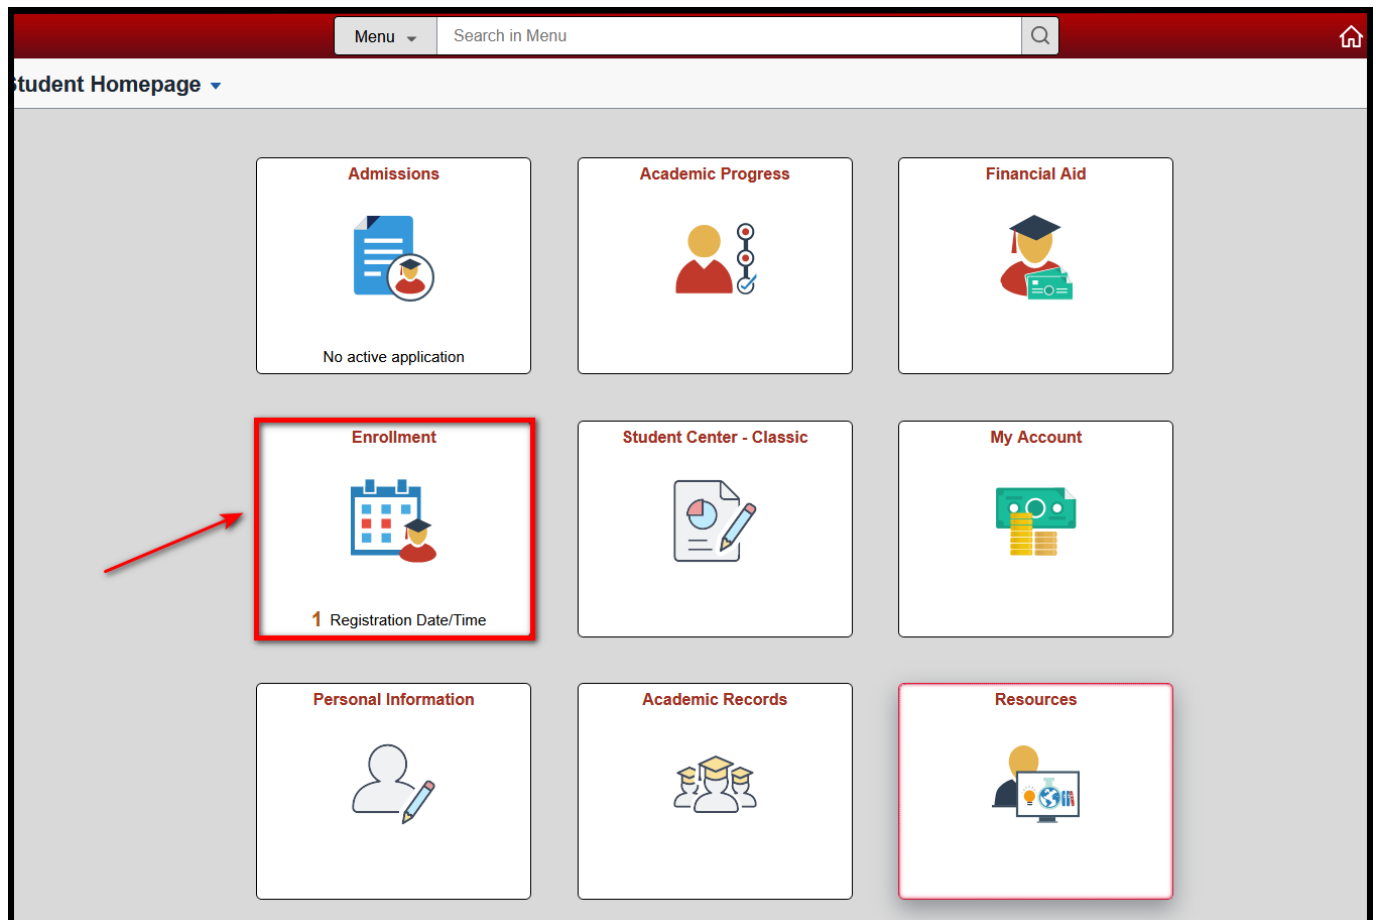 Menu
Search in Menu
Student Homepage
Admissions
No active application
Academic Progress
Financial Aid
Enrollment
1 Registration Date/Time
Student Center - Classic
My Account
Personal Information
Academic Records
Resources